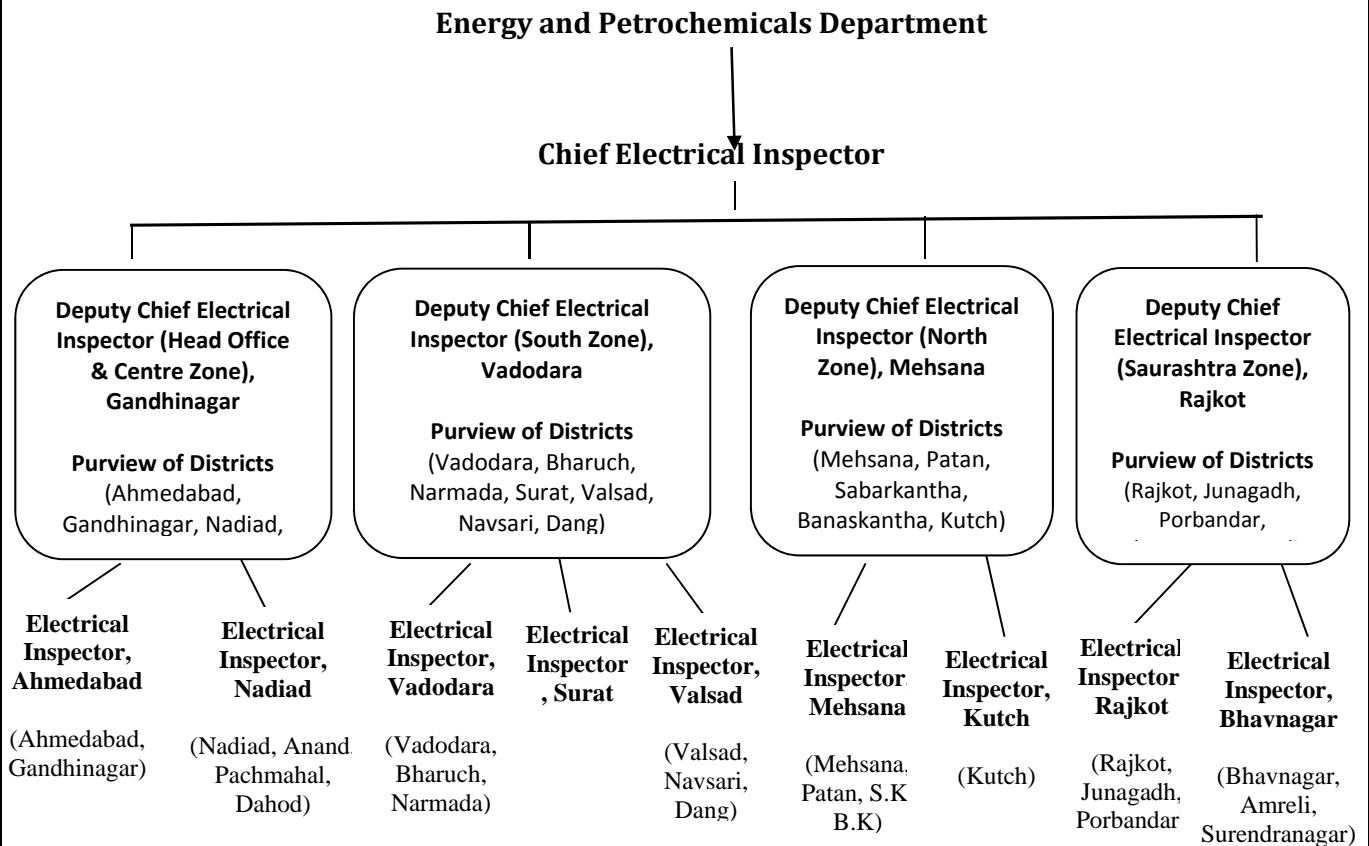 Energy and Petrochemicals Department
Chief Electrical Inspector
Deputy Chief Electrical
Inspector (Head Office
& Centre Zone),
Gandhinagar
Purview of Districts
(Ahmedabad,
Gandhinagar, Nadiad,
Deputy Chief Electrical
Inspector (South Zone),
Vadodara
Purview of Districts
(Vadodara, Bharuch,
Narmada, Surat, Valsad,
Navsari, Dang)
Deputy Chief Electrical
Inspector (North
Zone), Mehsana
Purview of Districts
(Mehsana, Patan,
Sabarkantha,
Banaskantha, Kutch)
Deputy Chief
Electrical Inspector
(Saurashtra Zone),
Rajkot
Purview of Districts
(Rajkot, Junagadh,
Porbandar,
Electrical
Inspector,
Ahmedabad
(Ahmedabad,
Gandhinagar)
Electrical
Inspector,
Nadiad
(Nadiad, Anand,
Pachmahal,
Dahod)
Electrical
Inspector,
Vadodara
(Vadodara,
Bharuch,
Narmada)
Electrical
Inspector
, Surat
Electrical
Inspector,
Valsad
(Valsad,
Navsari,
Dang)
Electrical
Inspector,
Mehsana
(Mehsana,
Patan, S.K
B.K)
Electrical
Inspector,
Kutch
(Kutch)
Electrical
Inspector
Rajkot
(Rajkot,
Junagadh,
Porbandar
Electrical
Inspector,
Bhavnagar
(Bhavnagar,
Amreli,
Surendranagar)